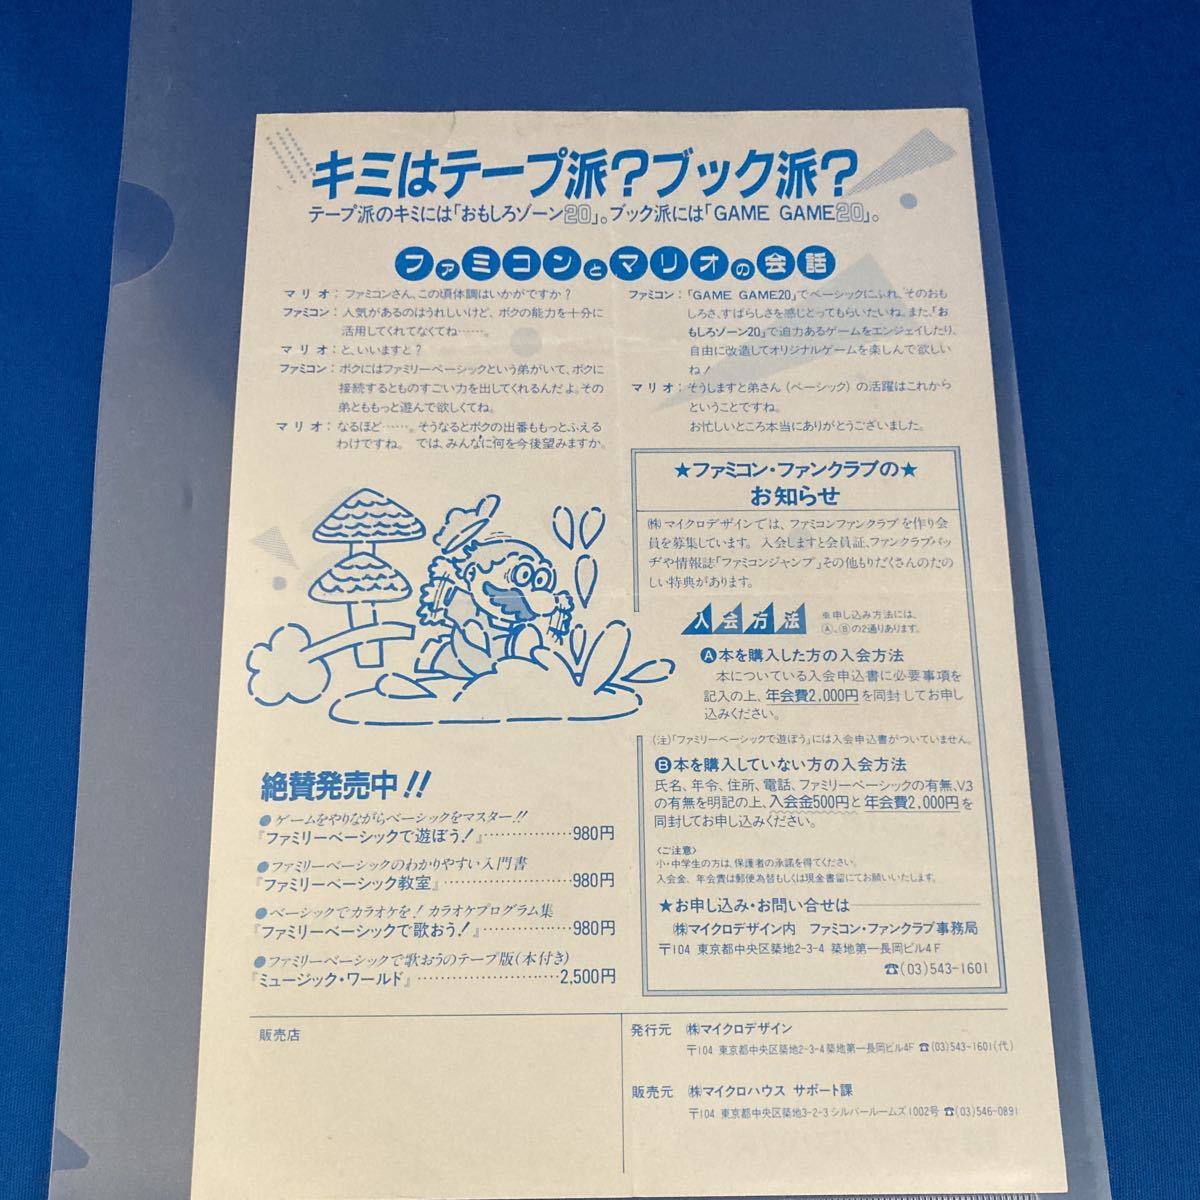 キミはテープ派?ブック派?
テープ派のキミには「おもしろゾーン20」。ブック派には「GAME GAME20」。
ファミコンとマリオの会話
マリオ:ファミコンさん、この頃体調はいかがですか?
ファミコン:人気があるのはうれしいけど、ボクの能力を十分に
活用してくれてなくてね……。
マリオ:と、いいますと?
ファミコン:ボクにはファミリーベーシックという弟がいて、ボクに
接続するとものすごい力を出してくれるんだよ。その
弟とももっと遊んで欲しくてね。
マリオ:なるほど……。そうなるとボクの出番ももっとふえる
わけですね。では、みんなに何を今後望みますか。
ファミコン:「GAME GAME20」でベーシックにふれ、そのおも
しろさ、すばらしさを感じとってもらいたいね。また、「お
もしろゾーン20」で迫力あるゲームをエンジェイしたり、
自由に改造してオリジナルゲームを楽しんで欲しい
ね!
マリオ:そうしますと弟さん(ベーシック)の活躍はこれから
ということですね。
お忙しいところ本当にありがとうございました。
★ファミコン・ファンクラブの★
お知らせ
㈱マイクロデザインでは、ファミコンファンクラブを作り会
員を募集しています。入会しますと会員証、ファンクラブバッ
ヂや情報誌「ファミコンジャンプ」その他もりだくさんのたの
しい特典があります。
入会方法
※申し込み方法には、
Ⓐ、Ⓑの2通りあります。
Ⓐ本を購入した方の入会方法
本についている入会申込書に必要事項を
記入の上、年会費2,000円を同封してお申し
込みください。
(注)「ファミリーベーシックで遊ぼう」には入会申込書がついていません。
Ⓑ本を購入していない方の入会方法
氏名、年令、住所、電話、ファミリーベーシックの有無、V.3
の有無を明記の上、入会金500円と年会費2,000円を
同封してお申し込みください。
〈ご注意〉
小・中学生の方は、保護者の承諾を得てください。
入会金、年会費は郵便為替もしくは現金書留にてお願いいたします。
★お申し込み・お問い合せは
㈱マイクロデザイン内 ファミコン・ファンクラブ事務局
〒104 東京都中央区築地2-3-4 築地第一長岡ビル4F
☎(03)543-1601
絶賛発売中!!
●ゲームをやりながらベーシックをマスター!!
『ファミリーベーシックで遊ぼう!』………………980円
●ファミリーベーシックのわかりやすい入門書
『ファミリーベーシック教室』………………………980円
●ベーシックでカラオケを!カラオケプログラム集
『ファミリーベーシックで歌おう!』………………980円
●ファミリーベーシックで歌おうのテープ版(本付き)
『ミュージック・ワールド』………………………2,500円
販売店
発行元 ㈱マイクロデザイン
〒104 東京都中央区築地2-3-4築地第一長岡ビル4F ☎(03)543-1601(代)
販売元 ㈱マイクロハウス サポート課
〒104 東京都中央区築地3-2-3シルバールームズ1002号 ☎(03)546-0891